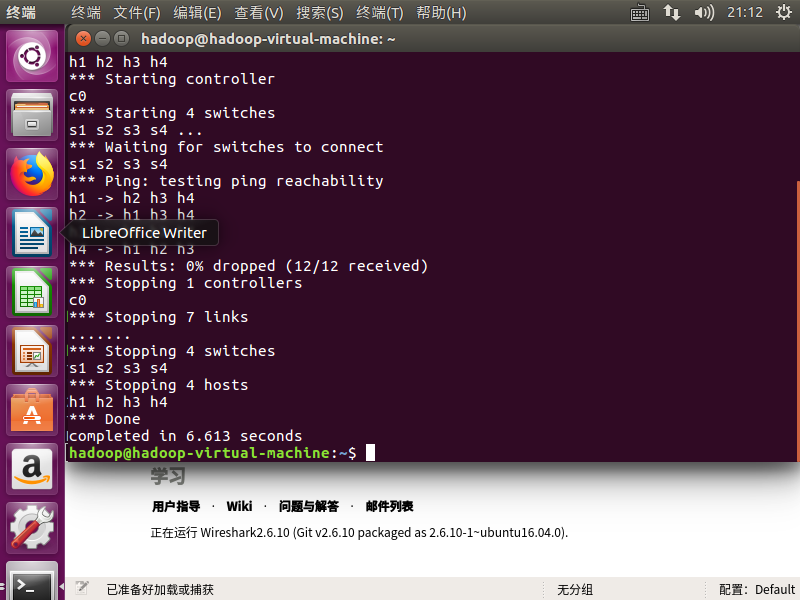 终端 终端 文件(F) 编辑(E) 查看(V) 搜索(S) 终端(T) 帮助(H) 21:12
hadoop@hadoop-virtual-machine: ~
h1 h2 h3 h4
*** Starting controller
c0
*** Starting 4 switches
s1 s2 s3 s4 ...
*** Waiting for switches to connect
s1 s2 s3 s4
*** Ping: testing ping reachability
h1 -> h2 h3 h4
h2 -> h1 h3 h4
LibreOffice Writer
h4 -> h1 h2 h3
*** Results: 0% dropped (12/12 received)
*** Stopping 1 controllers
c0
*** Stopping 7 links
.......
*** Stopping 4 switches
s1 s2 s3 s4
*** Stopping 4 hosts
h1 h2 h3 h4
*** Done
completed in 6.613 seconds
hadoop@hadoop-virtual-machine:~$
学习
用户指导 · Wiki · 问题与解答 · 邮件列表
正在运行 Wireshark2.6.10 (Git v2.6.10 packaged as 2.6.10-1~ubuntu16.04.0).
已准备好加载或捕获 无分组 配置: Default